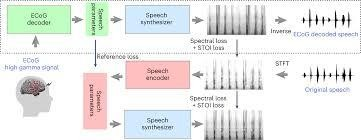 ECoG
decoder
Speech
parameters
Speech
synthesizer
Inverse
ECoG decoded speech
Spectral loss
+ STOI loss
Reference loss
ECoG
high gamma signal
Speech
parameters
Speech
encoder
STFT
Original speech
Spectral loss
+ STOI loss
Speech
synthesizer